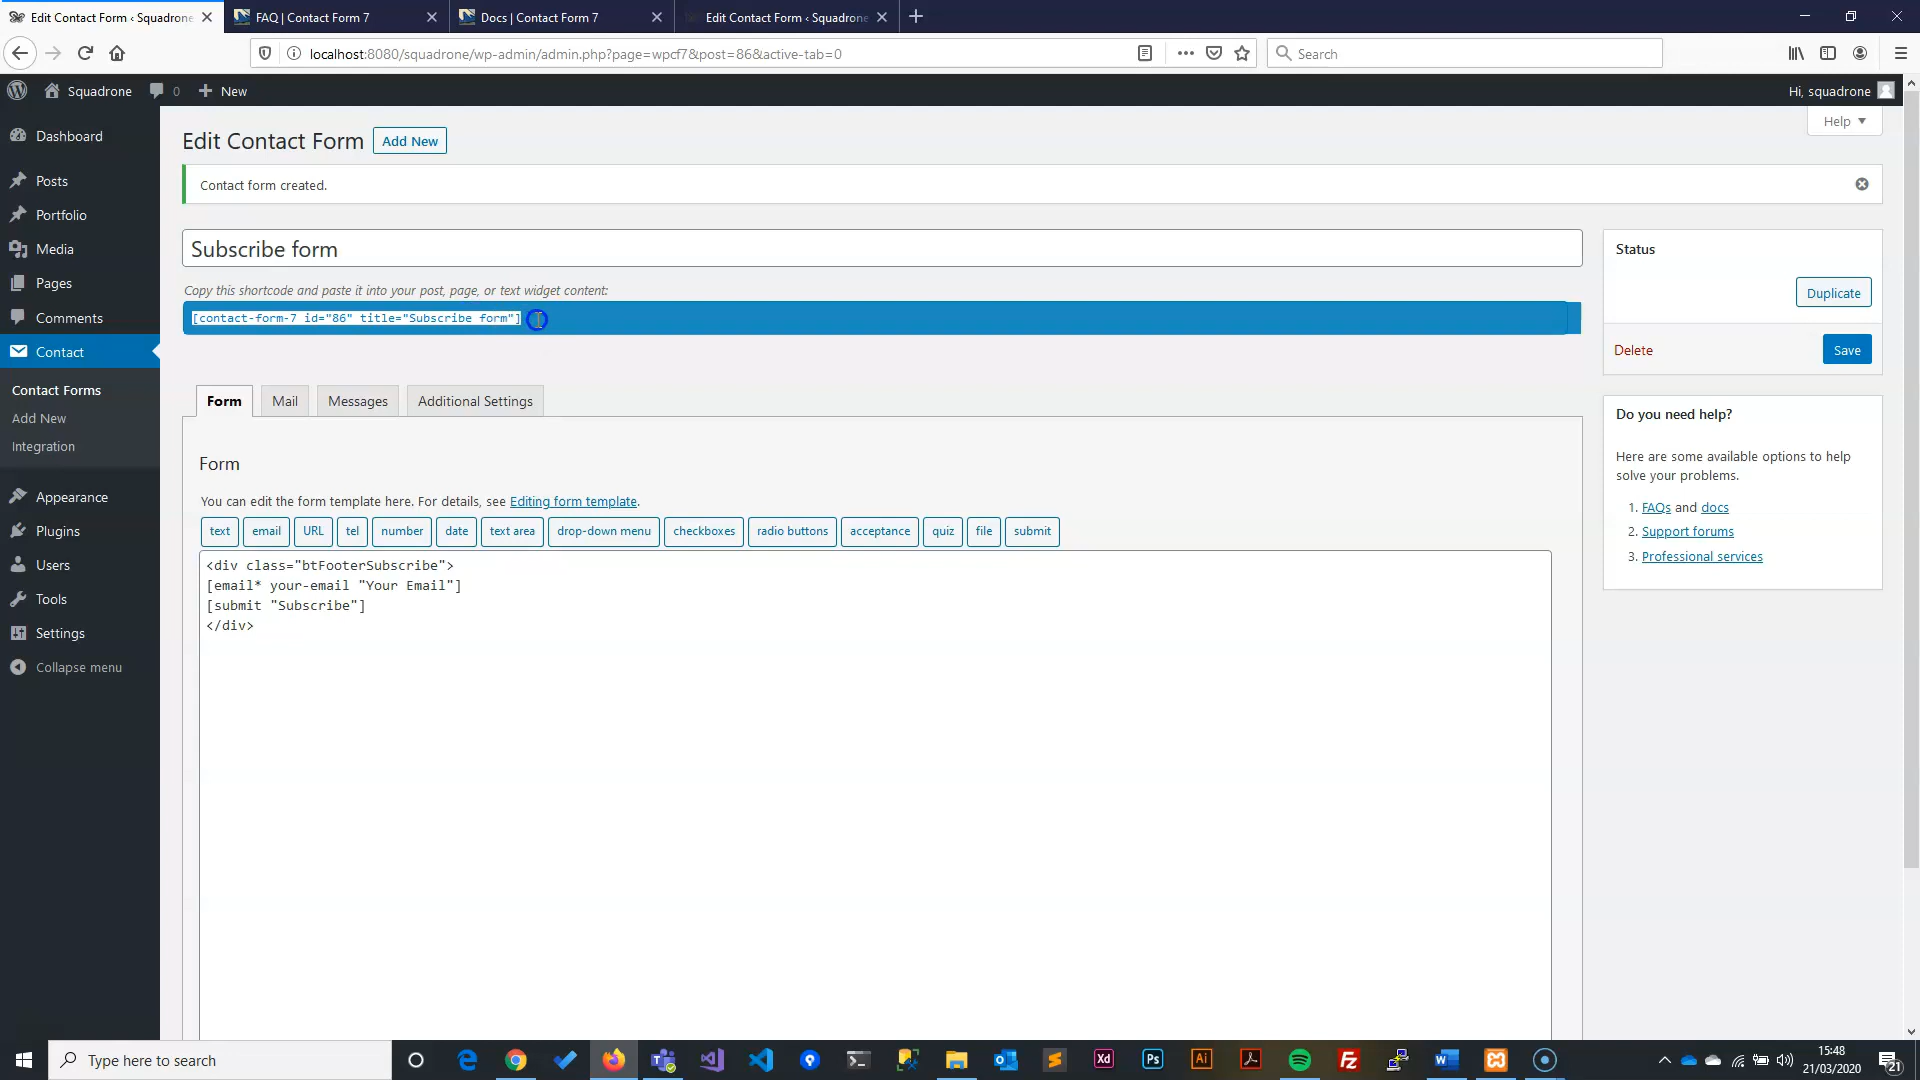 Edit Contact Form ‹ Squadrone
FAQ | Contact Form 7
Docs | Contact Form 7
Edit Contact Form ‹ Squadrone
localhost:8080/squadrone/wp-admin/admin.php?page=wpcf7&post=86&active-tab=0
Search
Squadrone
0
New
Hi, squadrone
Dashboard
Posts
Portfolio
Media
Pages
Comments
Contact
Contact Forms
Add New
Integration
Appearance
Plugins
Users
Tools
Settings
Collapse menu
Help
Edit Contact Form
Add New
Contact form created.
Subscribe form
Copy this shortcode and paste it into your post, page, or text widget content:
[contact-form-7 id="86" title="Subscribe form"]
Form
Mail
Messages
Additional Settings
Form
You can edit the form template here. For details, see Editing form template.
text
email
URL
tel
number
date
text area
drop-down menu
checkboxes
radio buttons
acceptance
quiz
file
submit
<div class="btFooterSubscribe">
[email* your-email "Your Email"]
[submit "Subscribe"]
</div>
Status
Duplicate
Delete
Save
Do you need help?
Here are some available options to help
solve your problems.
1. FAQs and docs
2. Support forums
3. Professional services
Type here to search
Xd
Ps
Ai
Fz
15:48
21/03/2020
21